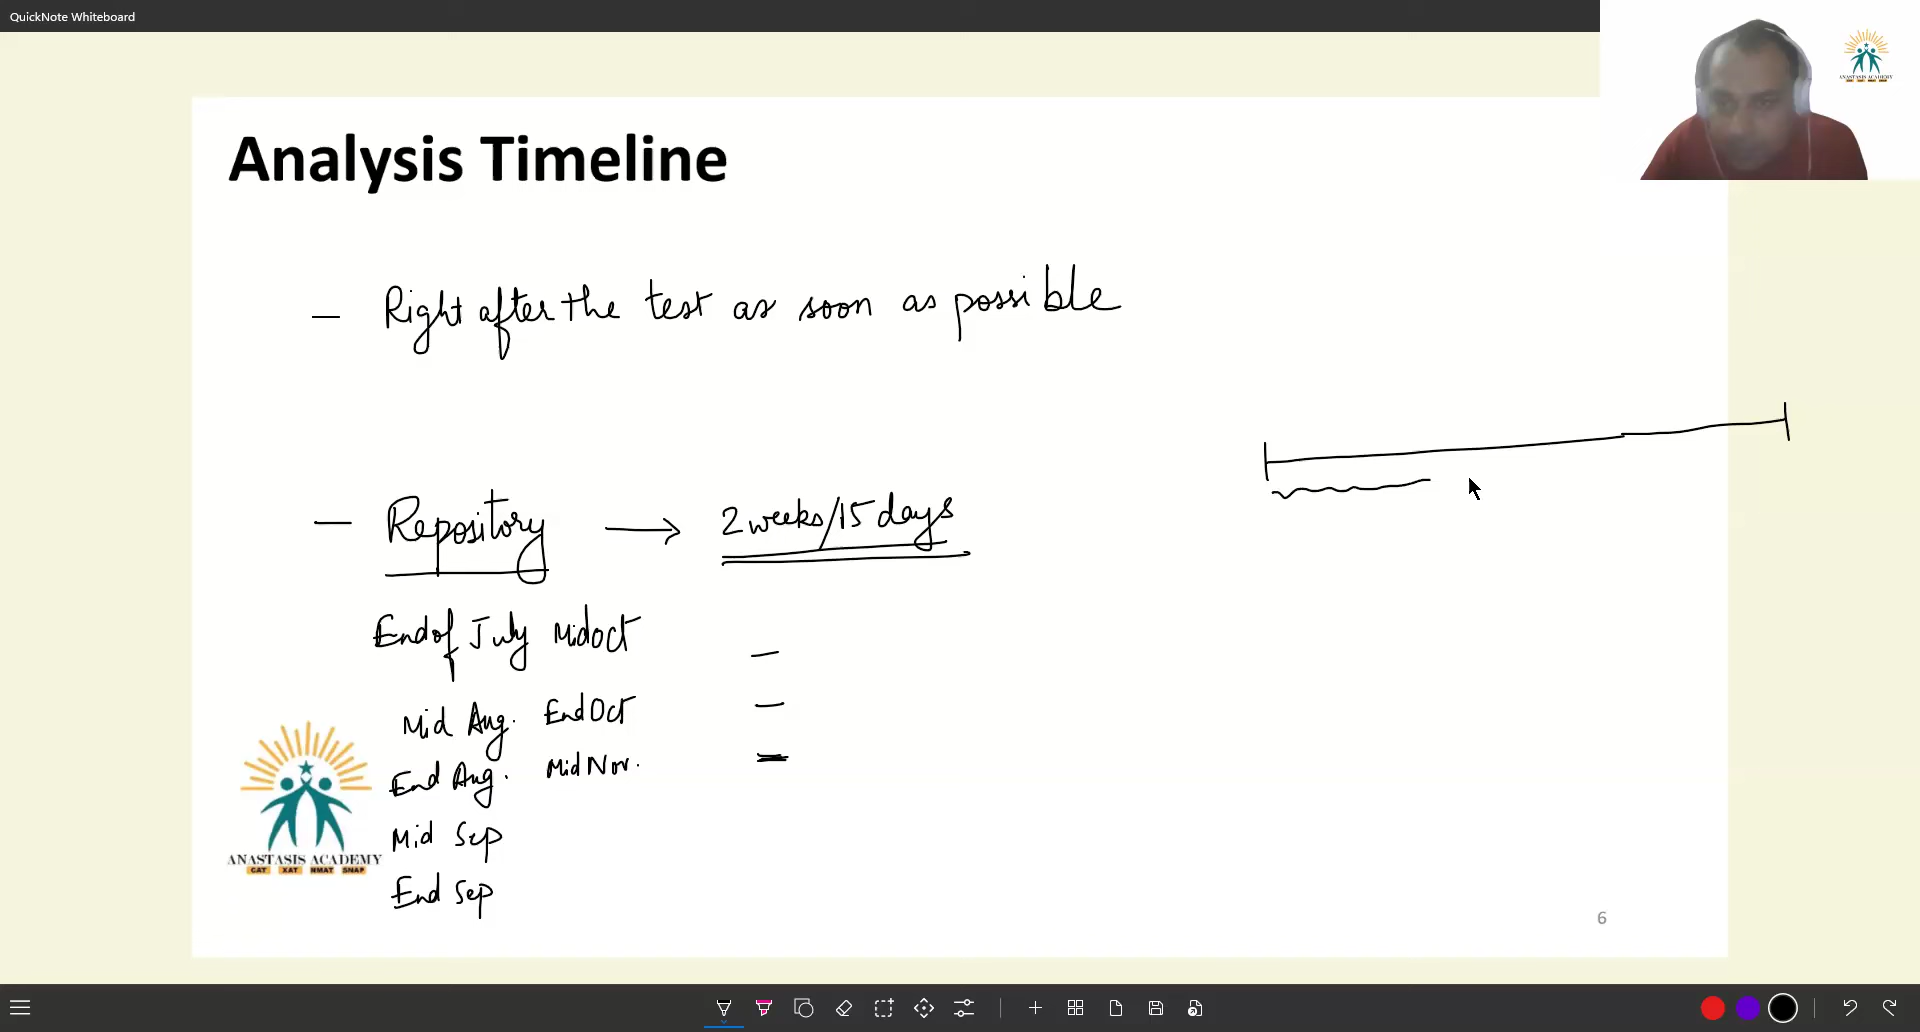 QuickNote Whiteboard
ANASTASIS ACADEMY
Analysis Timeline
– Right after the test as soon as possible
– Repository → 2 weeks/15 days
End of July Mid Oct
Mid Aug. End Oct
End Aug. Mid Nov.
Mid Sep
End Sep
ANASTASIS ACADEMY
CAT XAT NMAT SNAP
6